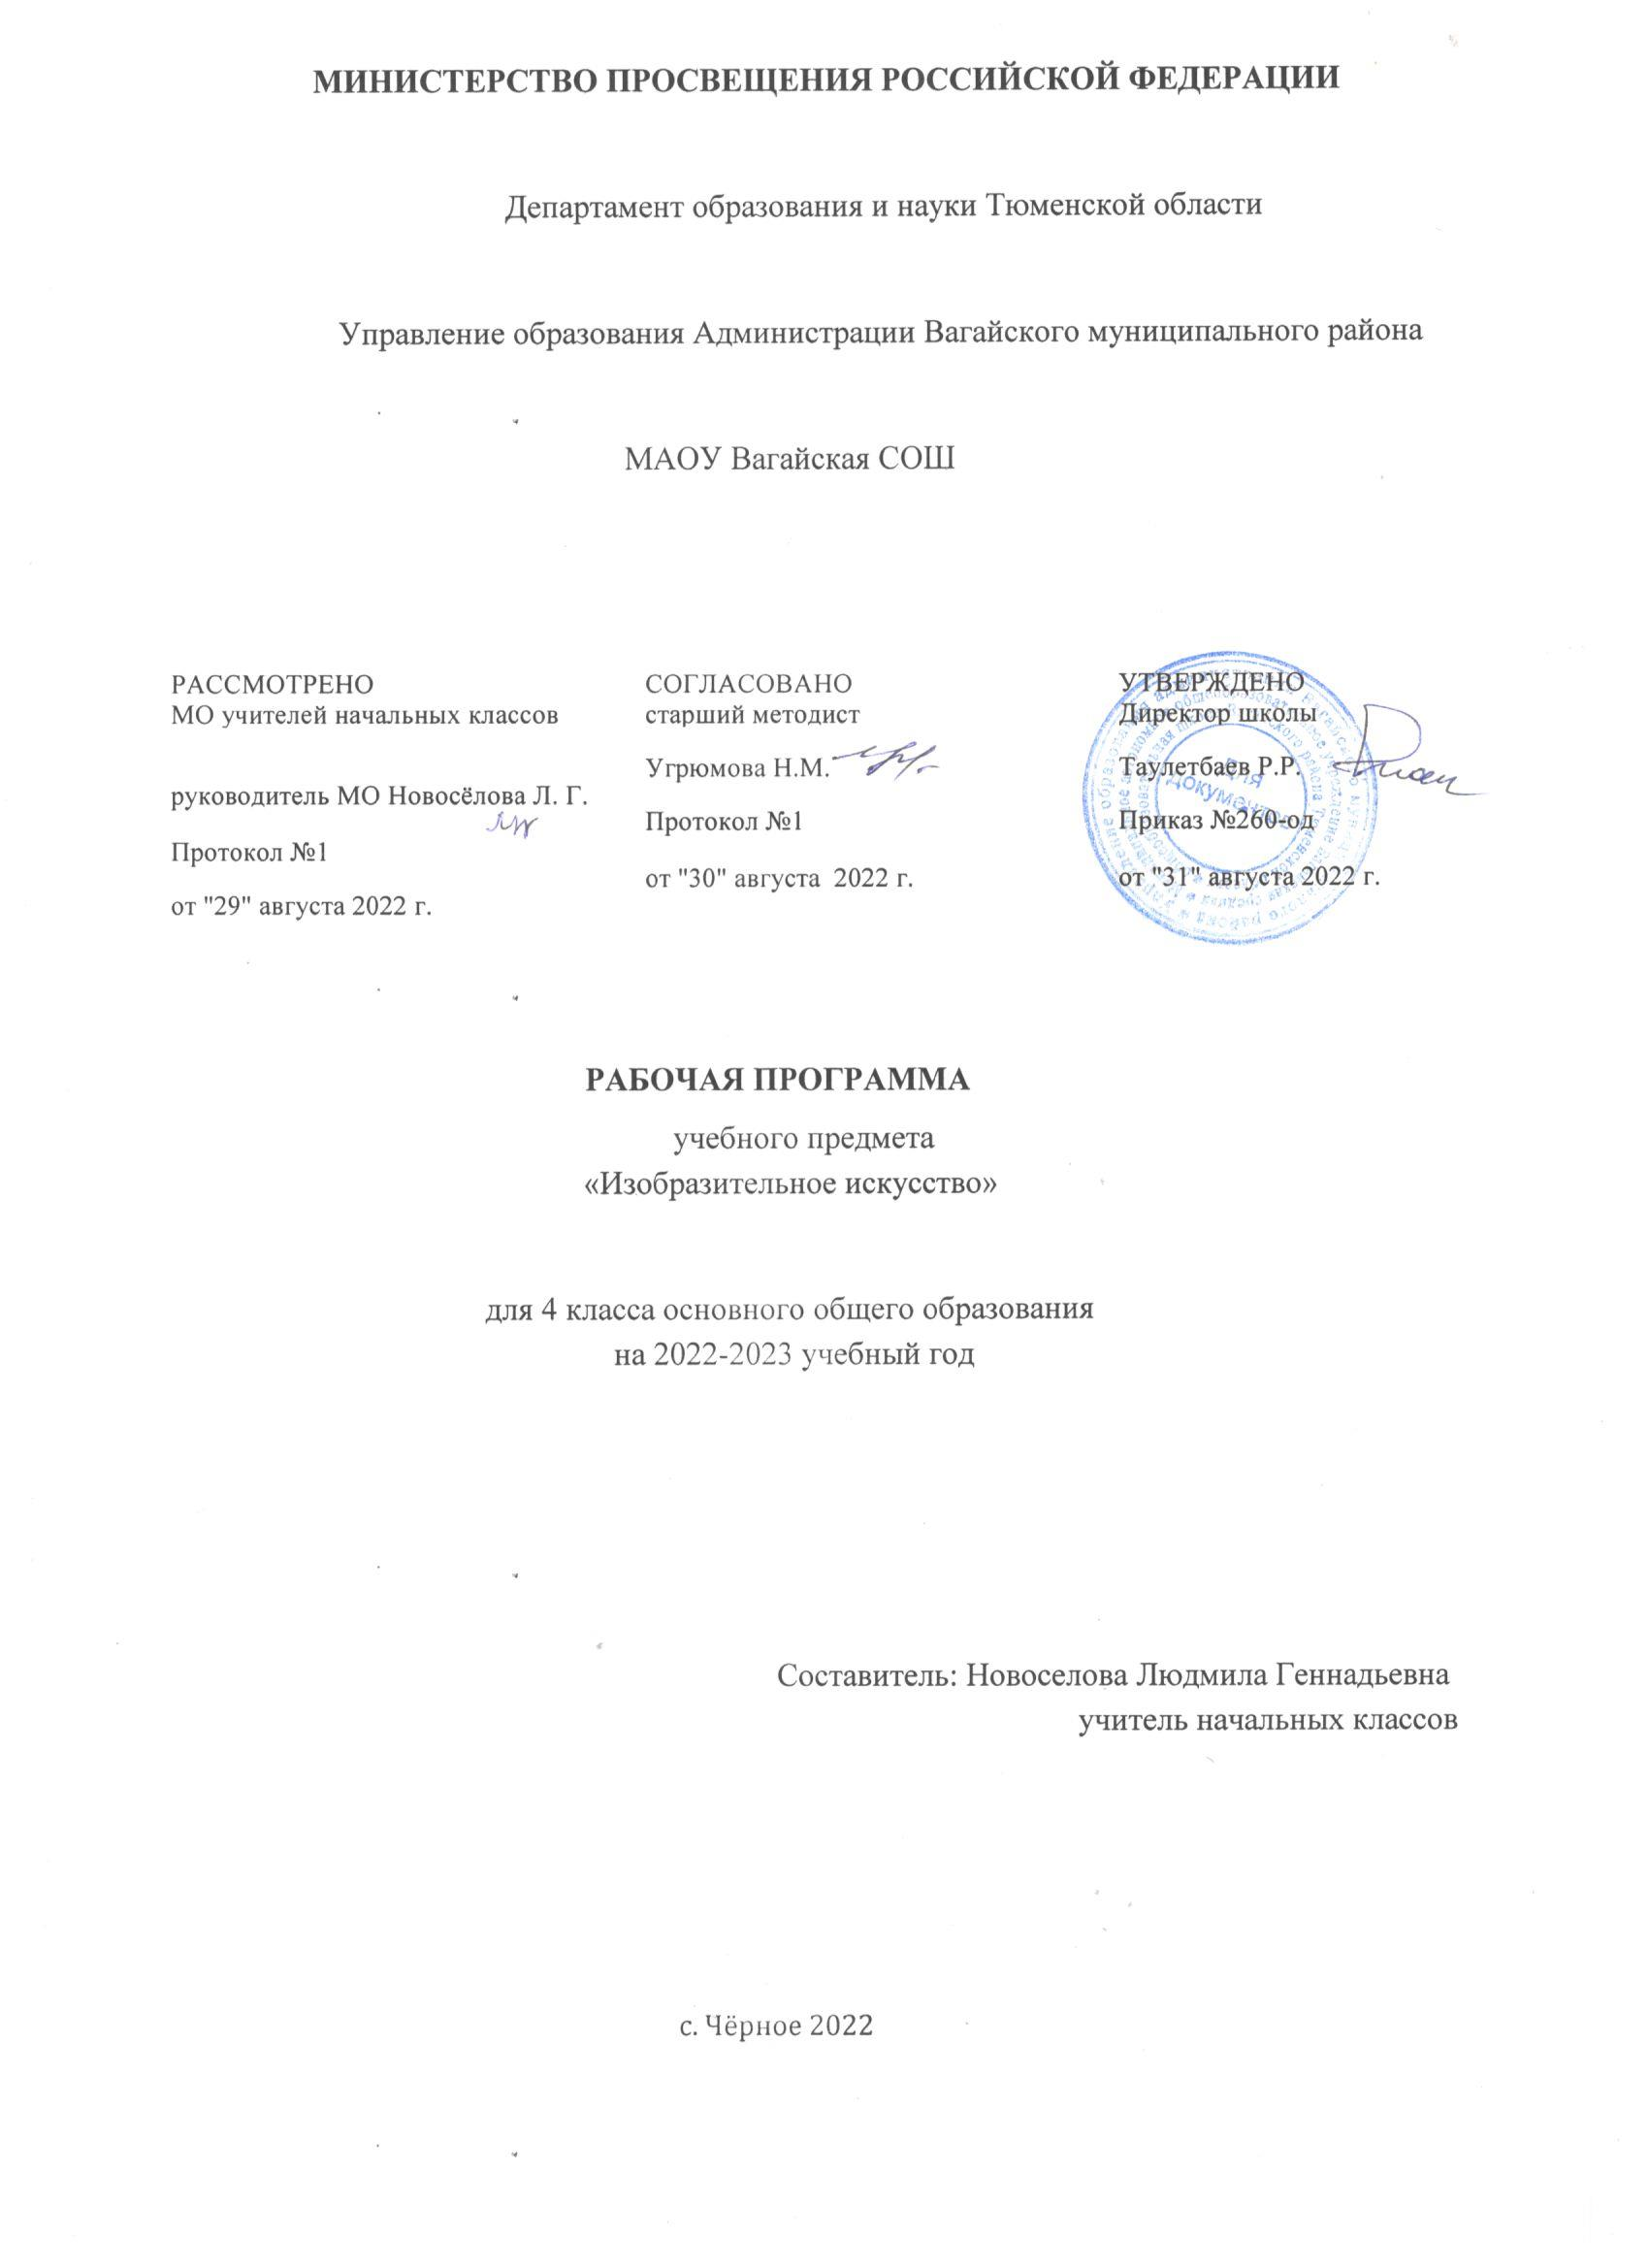 МИНИСТЕРСТВО ПРОСВЕЩЕНИЯ РОССИЙСКОЙ ФЕДЕРАЦИИ
Департамент образования и науки Тюменской области
Управление образования Администрации Вагайского муниципального района
МАОУ Вагайская СОШ
РАССМОТРЕНО
МО учителей начальных классов
руководитель МО Новосёлова Л. Г.
Протокол №1
от "29" августа 2022 г.
СОГЛАСОВАНО
старший методист
Угрюмова Н.М.
Протокол №1
от "30" августа 2022 г.
УТВЕРЖДЕНО
Директор школы
Таулетбаев Р.Р.
Приказ №260-од
от "31" августа 2022 г.
Для
документов
РАБОЧАЯ ПРОГРАММА
учебного предмета
«Изобразительное искусство»
для 4 класса основного общего образования
на 2022-2023 учебный год
Составитель: Новоселова Людмила Геннадьевна
учитель начальных классов
с. Чёрное 2022